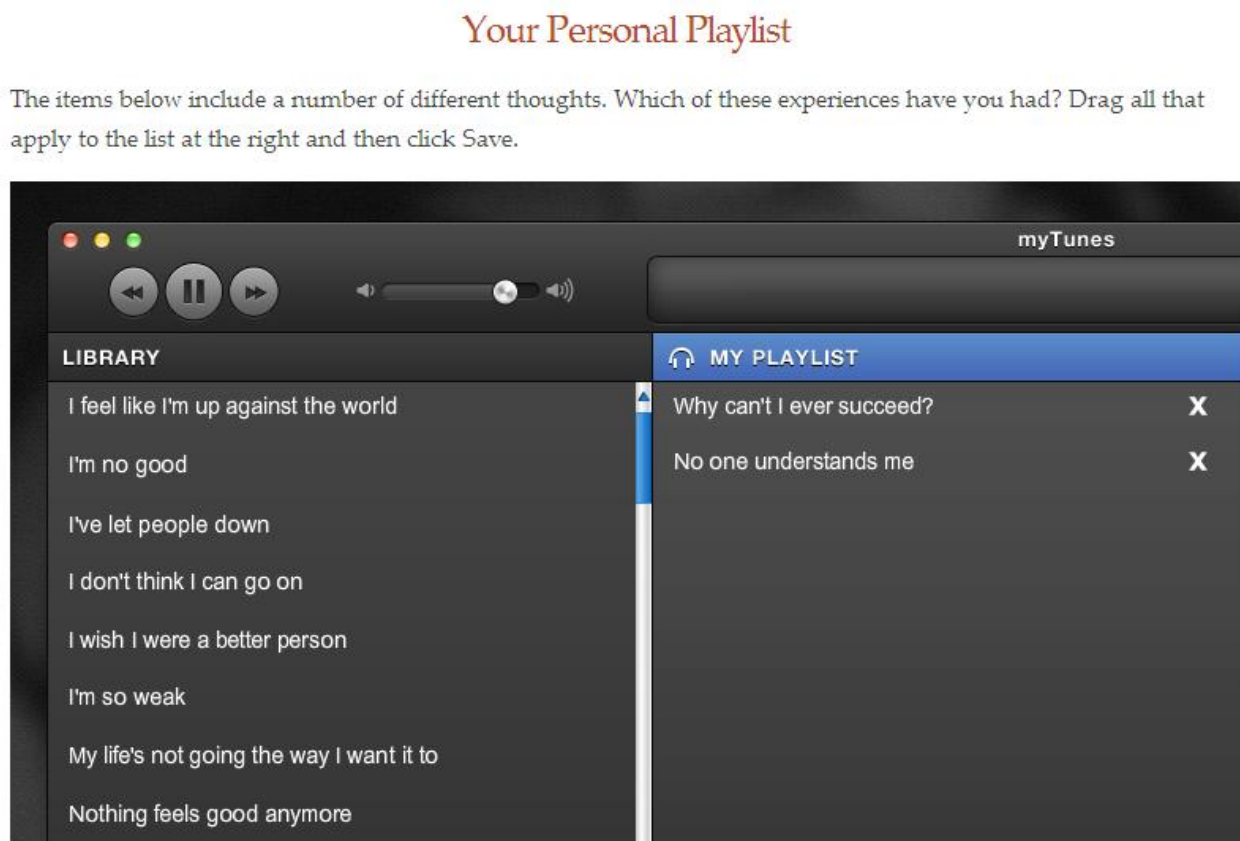 Your Personal Playlist
The items below include a number of different thoughts. Which of these experiences have you had? Drag all that
apply to the list at the right and then click Save.
myTunes
LIBRARY
MY PLAYLIST
I feel like I'm up against the world
Why can't I ever succeed? X
I'm no good
No one understands me X
I've let people down
I don't think I can go on
I wish I were a better person
I'm so weak
My life's not going the way I want it to
Nothing feels good anymore